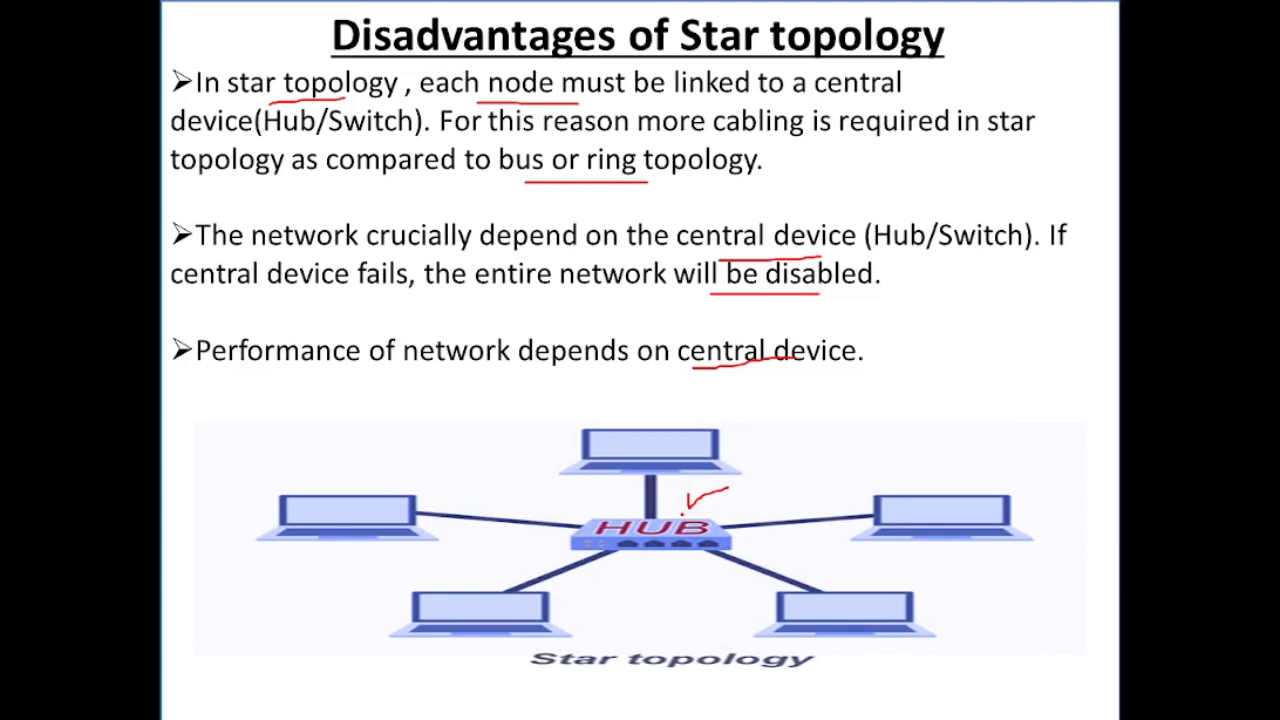 Disadvantages of Star topology
➢In star topology , each node must be linked to a central
device(Hub/Switch). For this reason more cabling is required in star
topology as compared to bus or ring topology.
➢The network crucially depend on the central device (Hub/Switch). If
central device fails, the entire network will be disabled.
➢Performance of network depends on central device.
HUB
Star topology